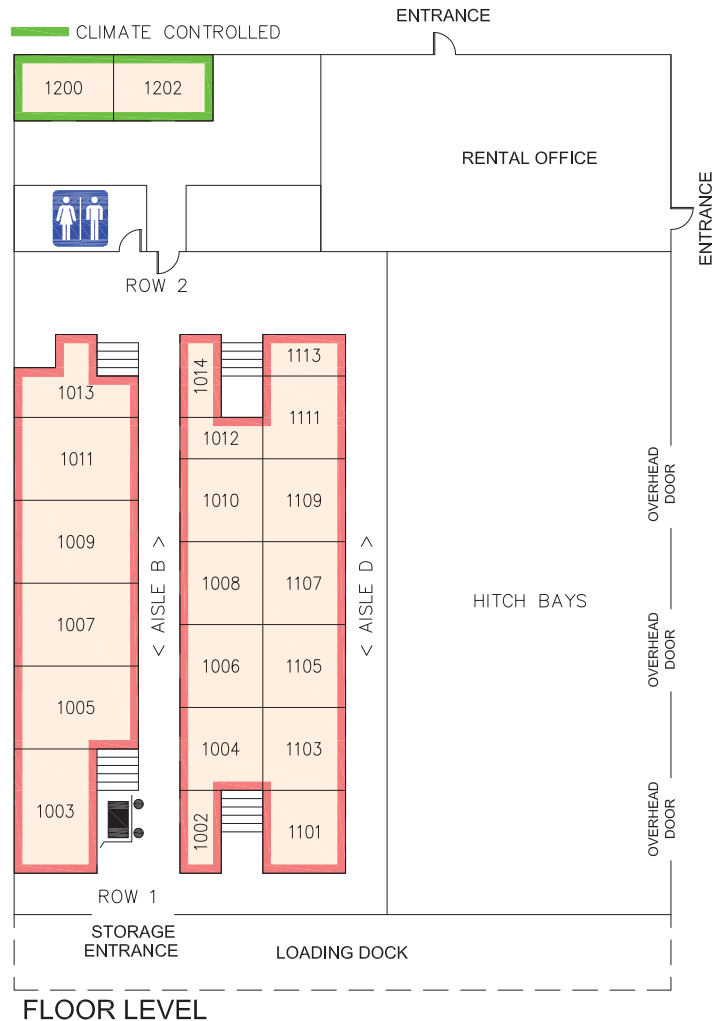 ENTRANCE
CLIMATE CONTROLLED
1200
1202
RENTAL OFFICE
ENTRANCE
ROW 2
1014
1113
1013
1111
1012
1011
1010
1109
OVERHEAD
DOOR
1009
1008
1107
< AISLE B >
< AISLE D >
HITCH BAYS
1007
1006
1105
OVERHEAD
DOOR
1005
1004
1103
1003
1002
1101
OVERHEAD
DOOR
ROW 1
STORAGE
ENTRANCE
LOADING DOCK
FLOOR LEVEL